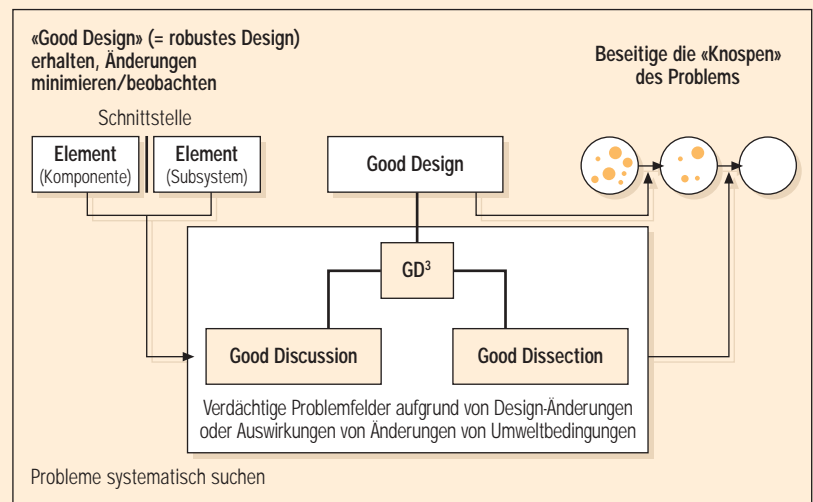 «Good Design» (= robustes Design)
erhalten, Änderungen
minimieren/beobachten
Beseitige die «Knospen»
des Problems
Schnittstelle
Element
(Komponente)
Element
(Subsystem)
Good Design
GD³
Good Discussion
Good Dissection
Verdächtige Problemfelder aufgrund von Design-Änderungen
oder Auswirkungen von Änderungen von Umweltbedingungen
Probleme systematisch suchen